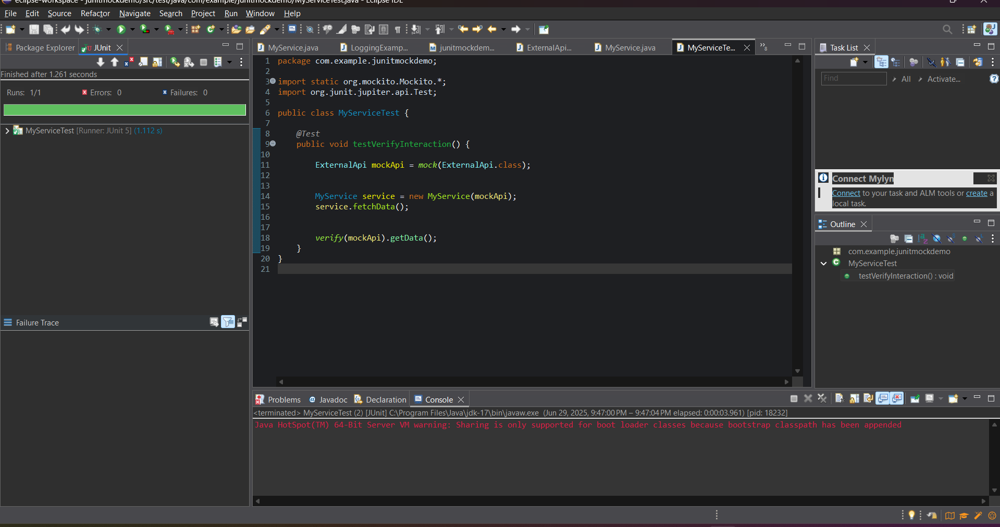 eclipse-workspace - junitmockdemo/src/test/java/com/example/junitmockdemo/MyServiceTest.java - Eclipse IDE
File Edit Source Refactor Navigate Search Project Run Window Help
Package Explorer JUnit
Finished after 1.261 seconds
Runs: 1/1 Errors: 0 Failures: 0
MyServiceTest [Runner: JUnit 5] (1.112 s)
Failure Trace
MyService.java LoggingExamp... junitmockdem... ExternalApi... MyService.java MyServiceTe... »8
1 package com.example.junitmockdemo;
2
3 import static org.mockito.Mockito.*;
4 import org.junit.jupiter.api.Test;
5
6 public class MyServiceTest {
7
8 @Test
9 public void testVerifyInteraction() {
10
11 ExternalApi mockApi = mock(ExternalApi.class);
12
13
14 MyService service = new MyService(mockApi);
15 service.fetchData();
16
17
18 verify(mockApi).getData();
19 }
20 }
21
Task List
Find All Activate...
Connect Mylyn
Connect to your task and ALM tools or create a
local task.
Outline
com.example.junitmockdemo
MyServiceTest
testVerifyInteraction() : void
Problems Javadoc Declaration Console
<terminated> MyServiceTest (2) [JUnit] C:\Program Files\Java\jdk-17\bin\javaw.exe (Jun 29, 2025, 9:47:00 PM – 9:47:04 PM elapsed: 0:00:03.961) [pid: 18232]
Java HotSpot(TM) 64-Bit Server VM warning: Sharing is only supported for boot loader classes because bootstrap classpath has been appended